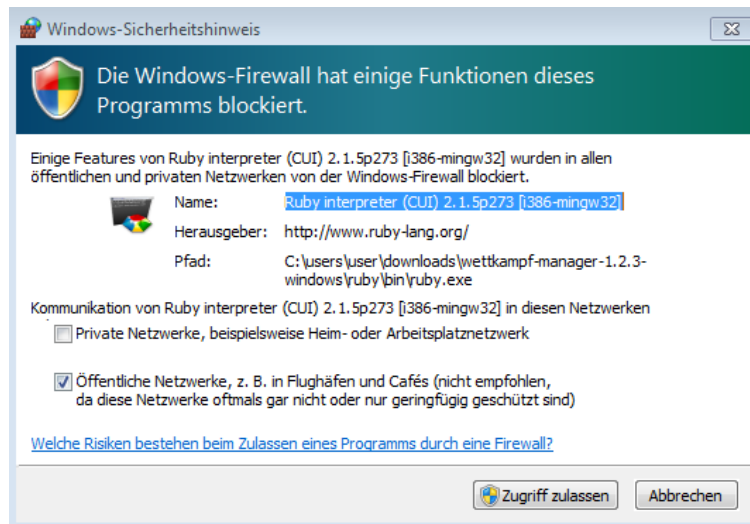 Windows-Sicherheitshinweis
Die Windows-Firewall hat einige Funktionen dieses
Programms blockiert.
Einige Features von Ruby interpreter (CUI) 2.1.5p273 [i386-mingw32] wurden in allen
öffentlichen und privaten Netzwerken von der Windows-Firewall blockiert.
Name: Ruby interpreter (CUI) 2.1.5p273 [i386-mingw32]
Herausgeber: http://www.ruby-lang.org/
Pfad: C:\users\user\downloads\wettkampf-manager-1.2.3-
windows\ruby\bin\ruby.exe
Kommunikation von Ruby interpreter (CUI) 2.1.5p273 [i386-mingw32] in diesen Netzwerken
Private Netzwerke, beispielsweise Heim- oder Arbeitsplatznetzwerk
Öffentliche Netzwerke, z. B. in Flughäfen und Cafés (nicht empfohlen,
da diese Netzwerke oftmals gar nicht oder nur geringfügig geschützt sind)
Welche Risiken bestehen beim Zulassen eines Programms durch eine Firewall?
Zugriff zulassen Abbrechen